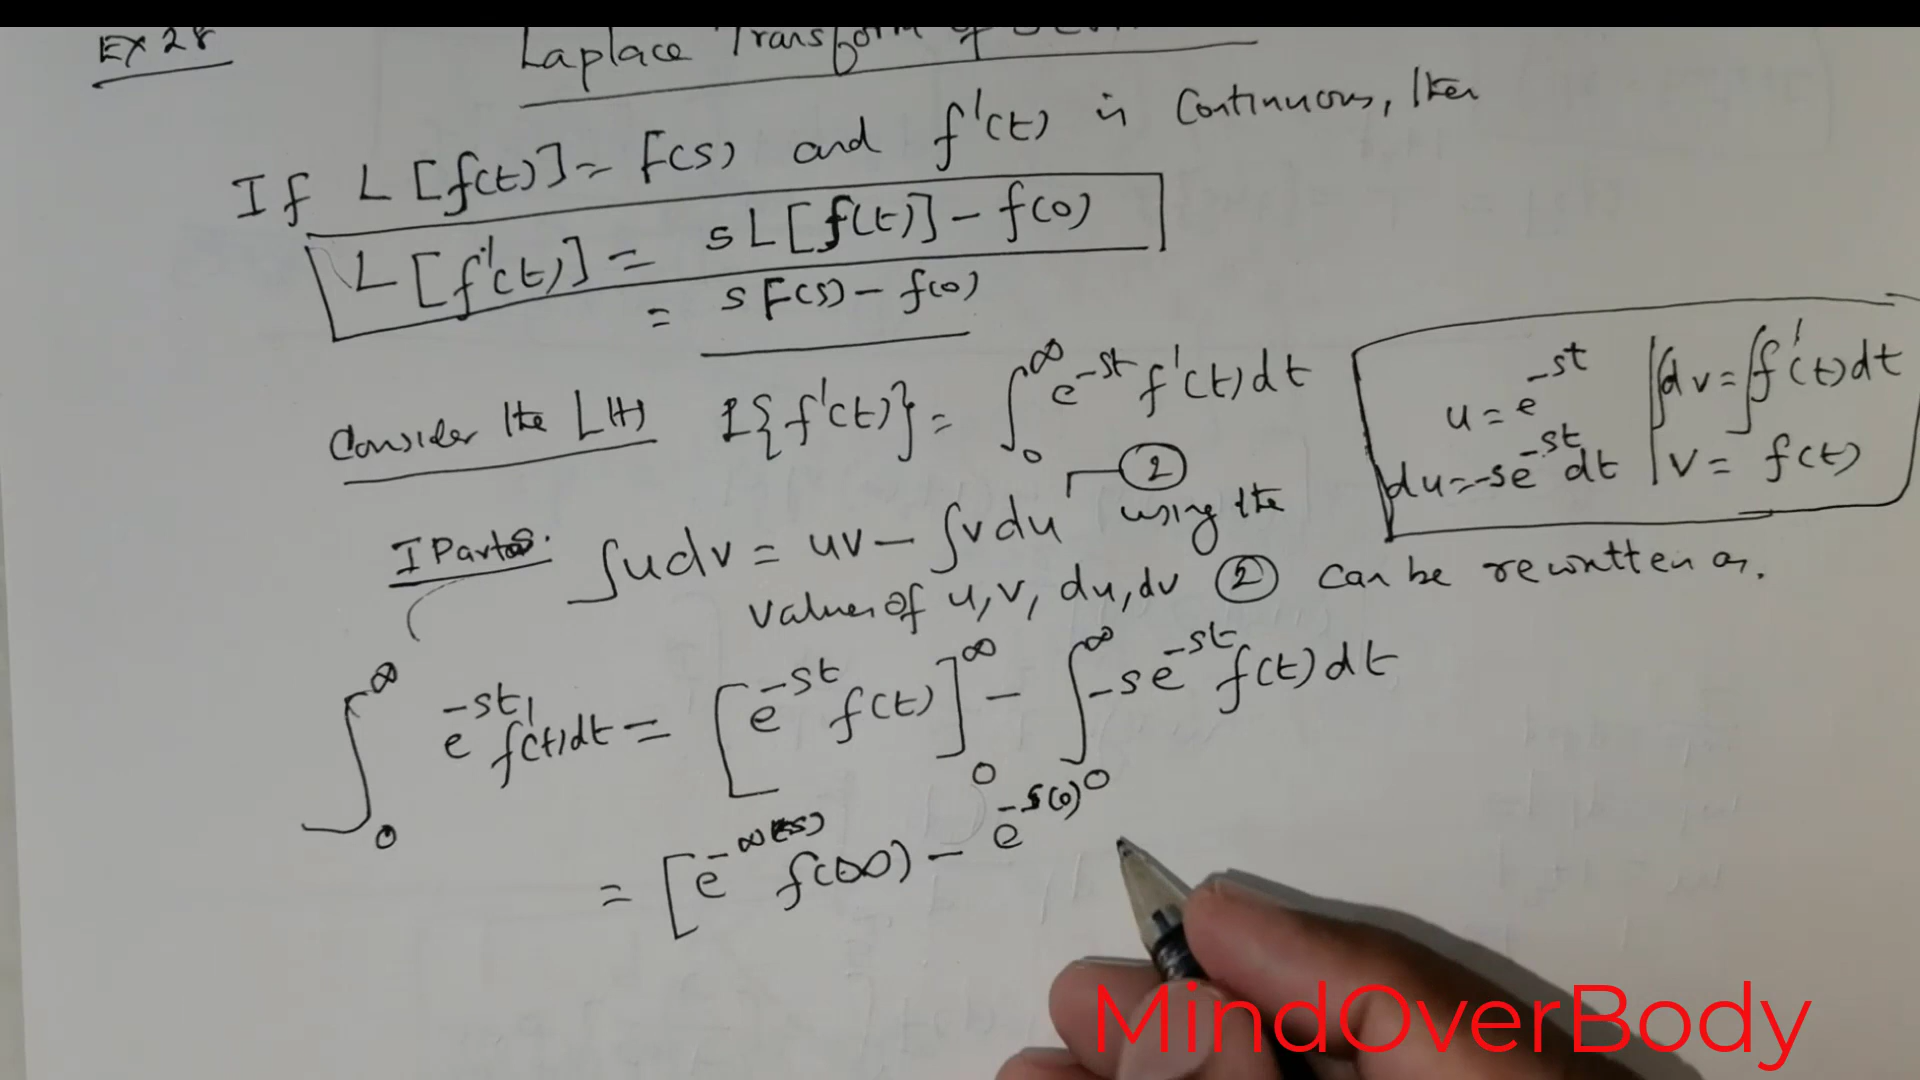 EX 28
Laplace Transform of
If L[f(t)] = F(s) and f'(t) is Continuous, then
L[f'(t)] = sL[f(t)] - f(0)
= sF(s) - f(0)
Consider the L(t) L{f'(t)} = ∫₀^∞ e^-st f'(t)dt
2
u = e^-st ∫dv = ∫f'(t)dt
du = -se^-st dt v = f(t)
I Parts. ∫udv = uv - ∫vdu using the
values of u, v, du, dv (2) can be rewritten as.
∫₀^∞ e^-st f'(t)dt = [e^-st f(t)]₀^∞ - ∫₀^∞ -se^-st f(t)dt
= [e^-∞(s) f(∞) - e^-s(0)
MindOverBody